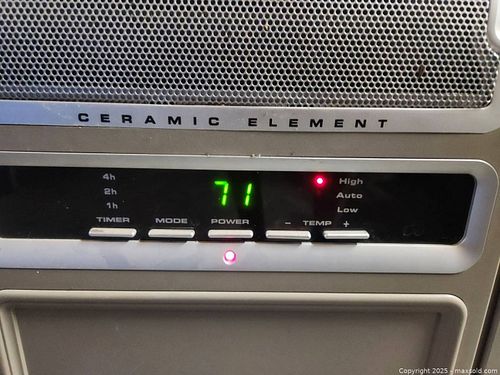 CERAMIC ELEMENT
4h
2h
1h
71
High
Auto
Low
TIMER MODE POWER - TEMP +
Copyright 2025 - maxsold.com